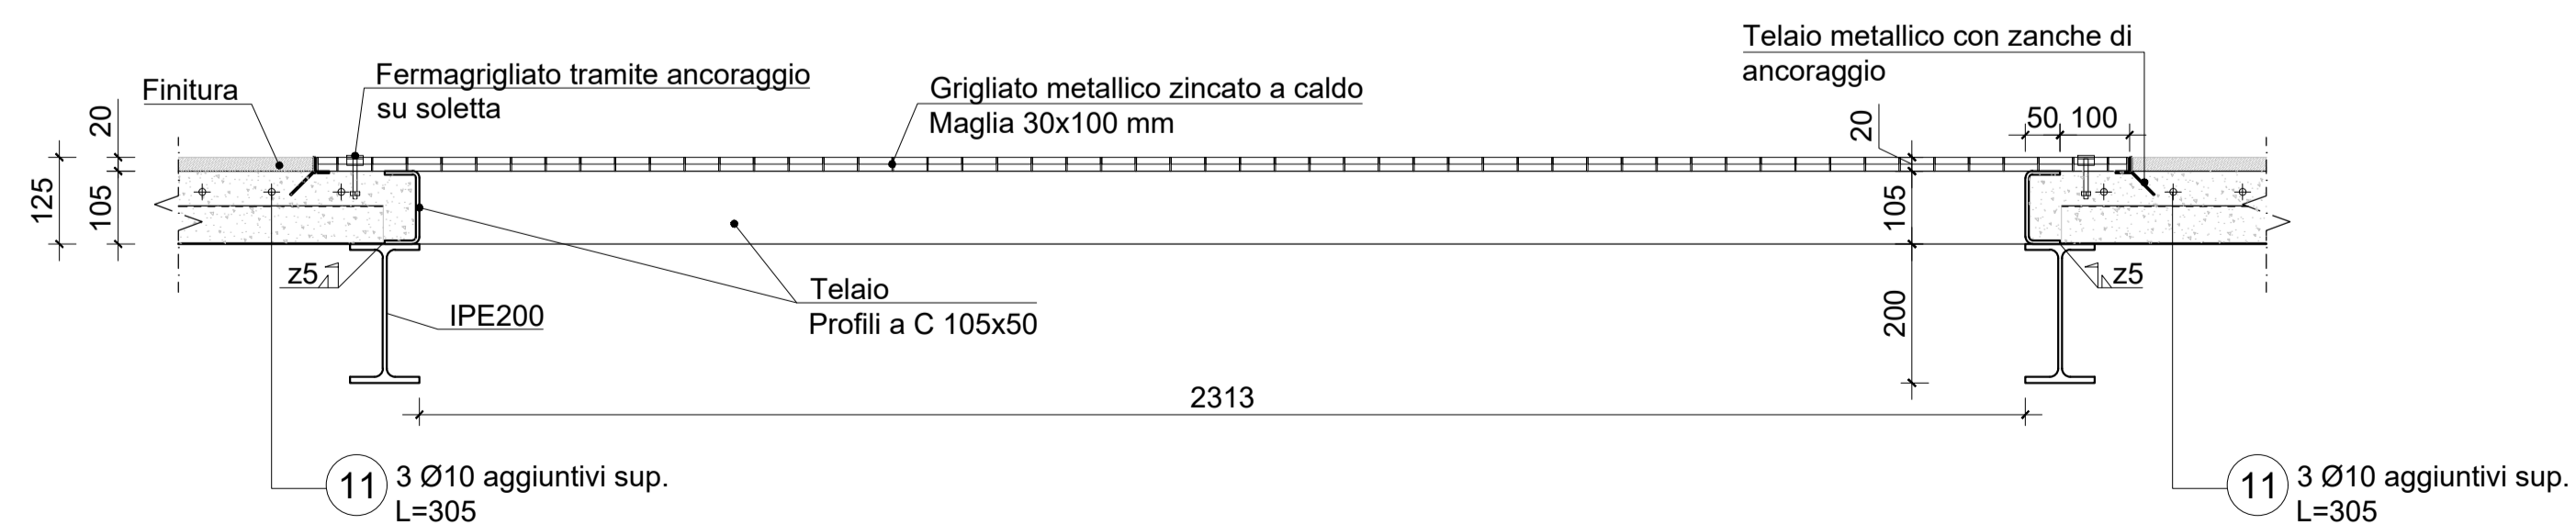 Telaio metallico con zanche di
ancoraggio
Fermagrigliato tramite ancoraggio
su soletta
Finitura
Grigliato metallico zincato a caldo
Maglia 30x100 mm
20
125
105
20
50
100
105
200
z5
z5
IPE200
Telaio
Profili a C 105x50
2313
11
3 Ø10 aggiuntivi sup.
L=305
11
3 Ø10 aggiuntivi sup.
L=305